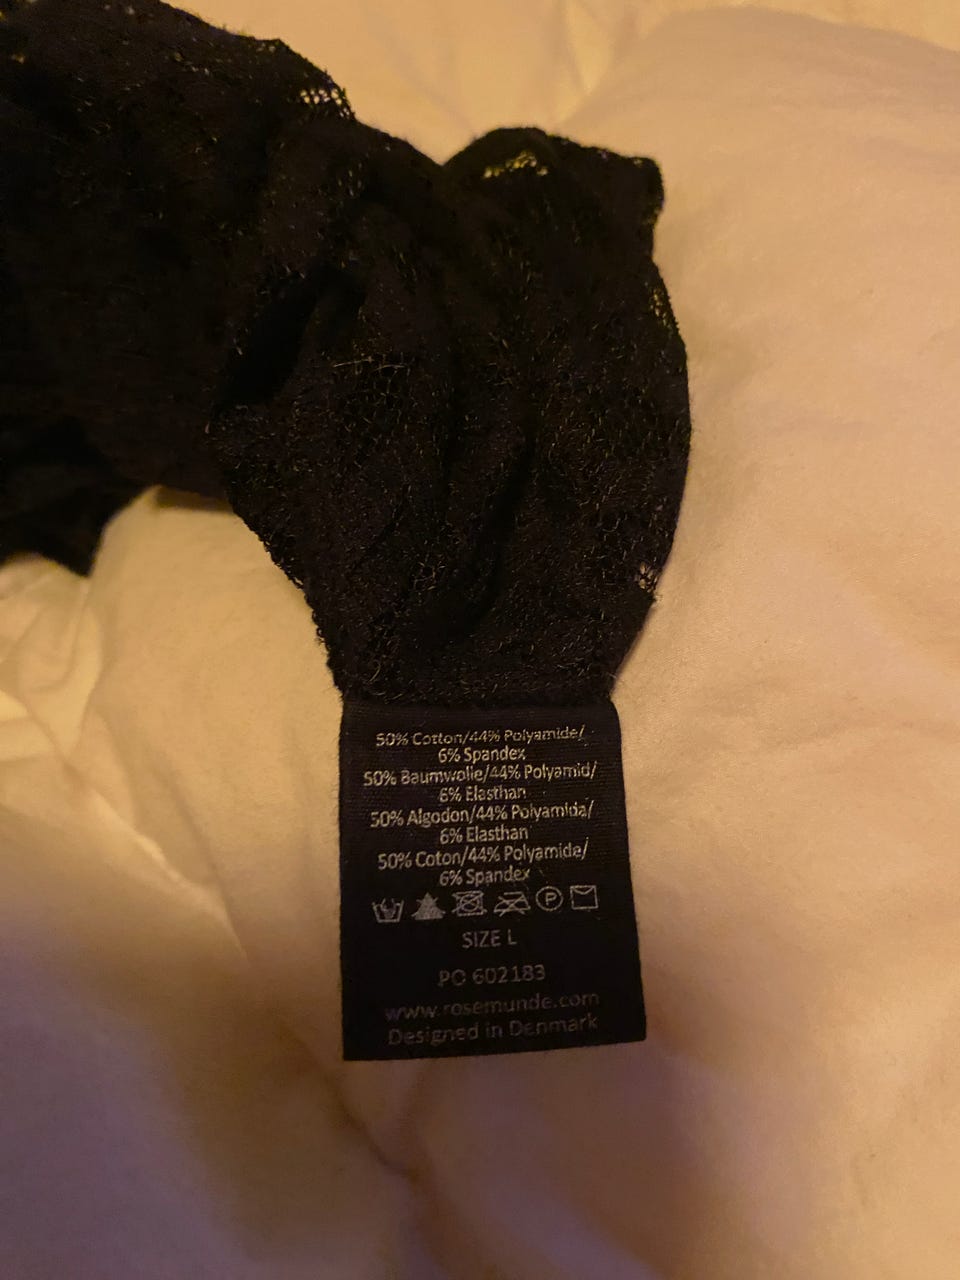 50% Cotton/44% Polyamide/
6% Spandex
50% Baumwolle/44% Polyamid/
6% Elasthan
50% Algodon/44% Polyamida/
6% Elasthan
50% Coton/44% Polyamide/
6% Spandex
P
SIZE L
PO 602183
www.rosemunde.com
Designed in Denmark